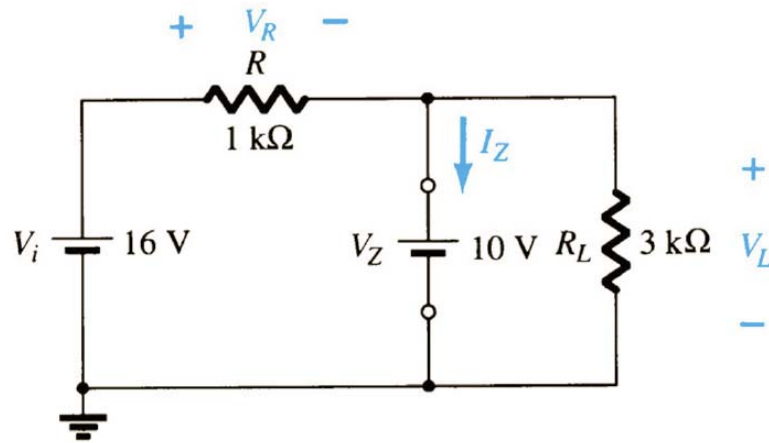 + V_R −
R
1 kΩ
I_Z
+
V_i 16 V
V_Z 10 V
R_L 3 kΩ
V_L
−